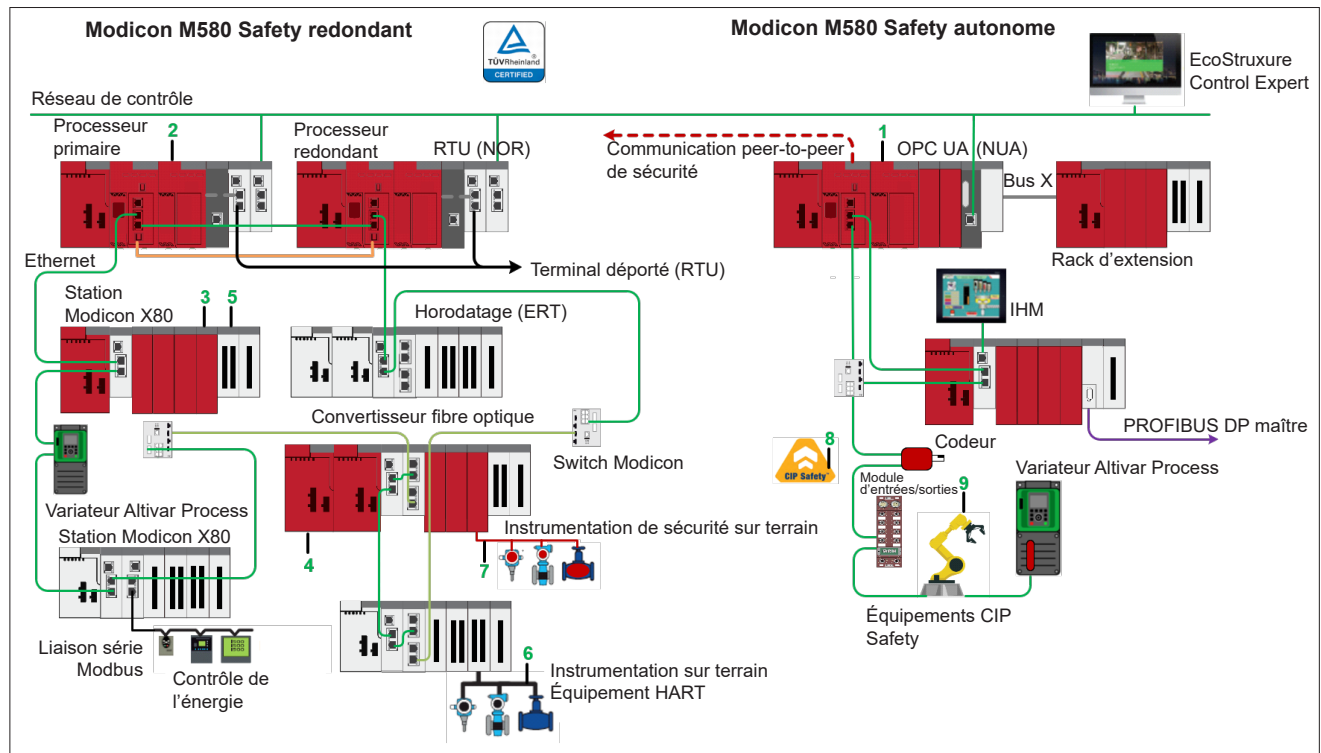 Modicon M580 Safety redondant
Modicon M580 Safety autonome
TÜVRheinland
CERTIFIED
EcoStruxure
Control Expert
Réseau de contrôle
Processeur
primaire
2
Processeur
redondant
RTU (NOR)
Communication peer-to-peer
de sécurité
1
OPC UA (NUA)
Bus X
Rack d'extension
Ethernet
Terminal déporté (RTU)
Station
Modicon X80
3
5
Horodatage (ERT)
IHM
Convertisseur fibre optique
Switch Modicon
PROFIBUS DP maître
8
CIP Safety
Codeur
Variateur Altivar Process
Module
d'entrées/sorties
9
Variateur Altivar Process
Station Modicon X80
4
7
Instrumentation de sécurité sur terrain
Équipements CIP
Safety
Liaison série
Modbus
Contrôle de
l'énergie
6
Instrumentation sur terrain
Équipement HART